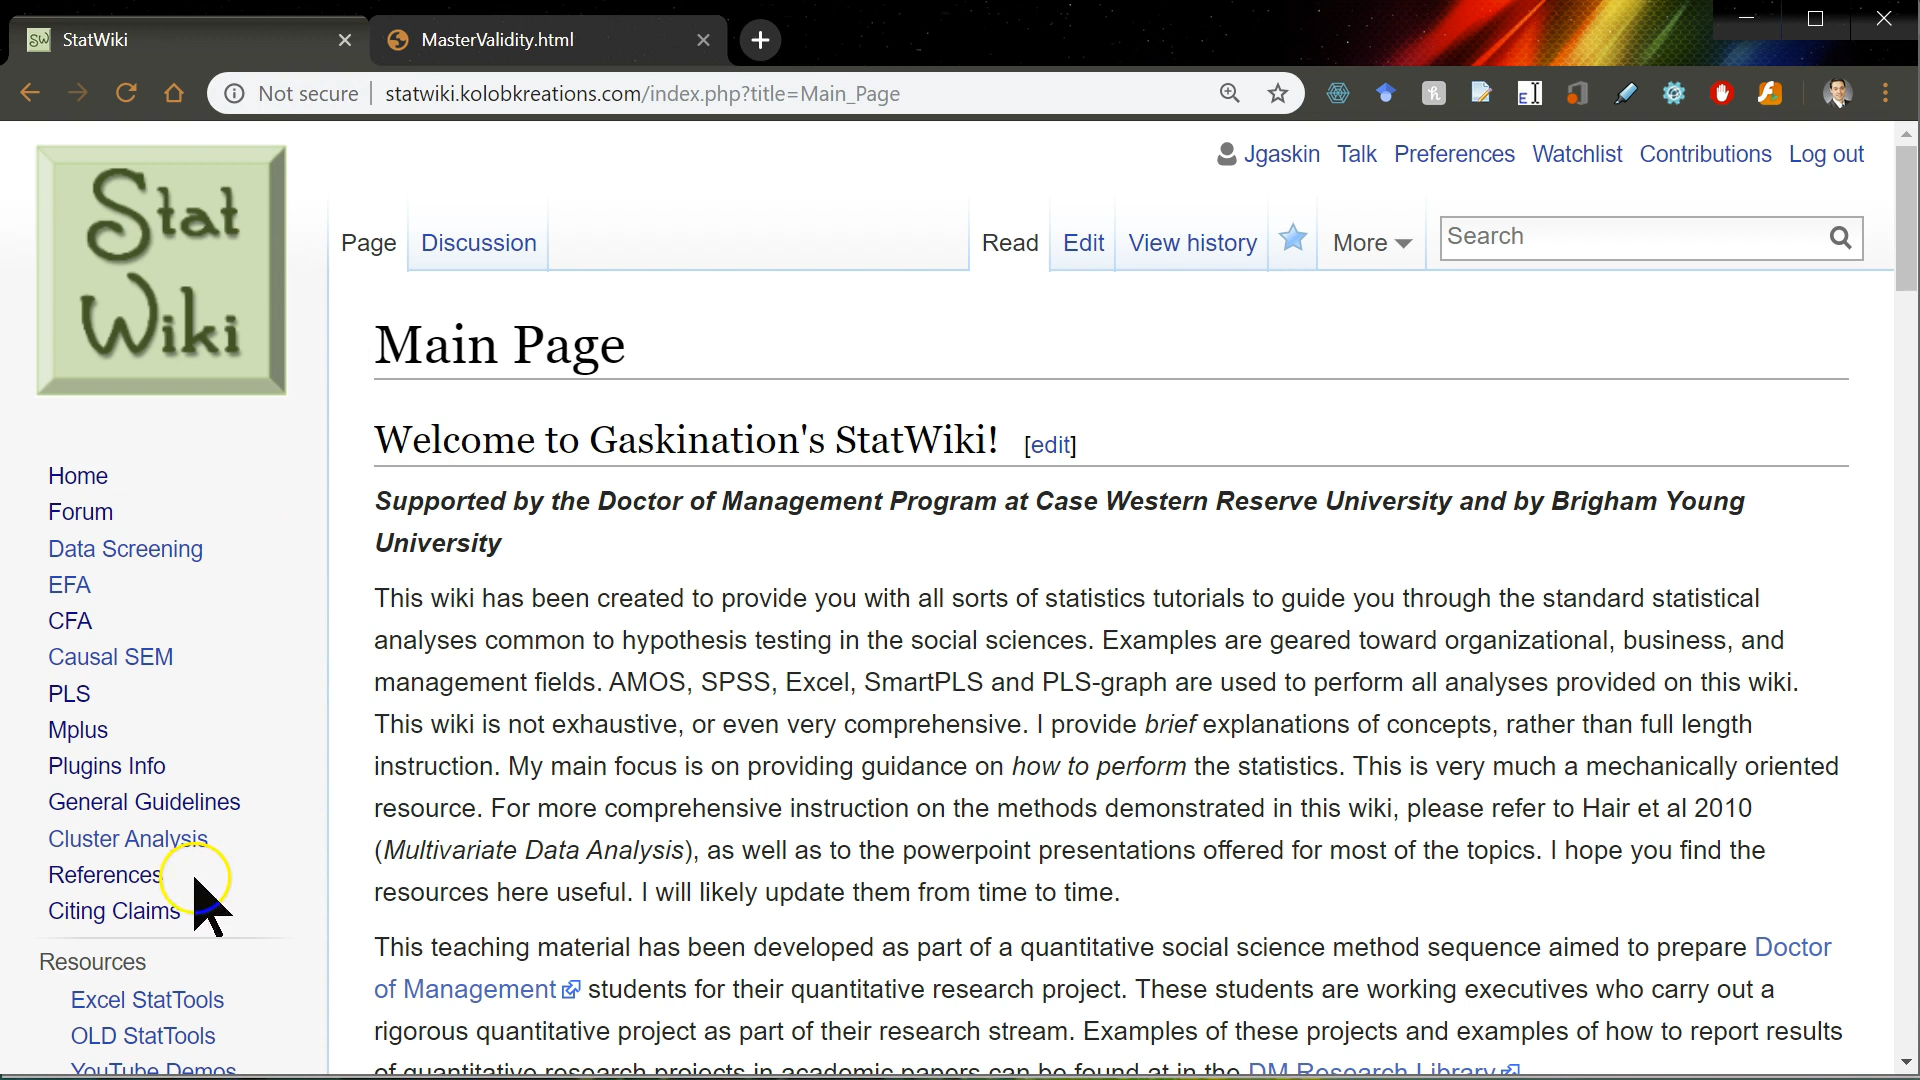 StatWiki
MasterValidity.html
Not secure statwiki.kolobkreations.com/index.php?title=Main_Page
Jgaskin Talk Preferences Watchlist Contributions Log out
Stat
Wiki
Page Discussion Read Edit View history More Search
Main Page
Welcome to Gaskination's StatWiki! [edit]
Supported by the Doctor of Management Program at Case Western Reserve University and by Brigham Young
University
This wiki has been created to provide you with all sorts of statistics tutorials to guide you through the standard statistical
analyses common to hypothesis testing in the social sciences. Examples are geared toward organizational, business, and
management fields. AMOS, SPSS, Excel, SmartPLS and PLS-graph are used to perform all analyses provided on this wiki.
This wiki is not exhaustive, or even very comprehensive. I provide brief explanations of concepts, rather than full length
instruction. My main focus is on providing guidance on how to perform the statistics. This is very much a mechanically oriented
resource. For more comprehensive instruction on the methods demonstrated in this wiki, please refer to Hair et al 2010
(Multivariate Data Analysis), as well as to the powerpoint presentations offered for most of the topics. I hope you find the
resources here useful. I will likely update them from time to time.
This teaching material has been developed as part of a quantitative social science method sequence aimed to prepare Doctor
of Management students for their quantitative research project. These students are working executives who carry out a
rigorous quantitative project as part of their research stream. Examples of these projects and examples of how to report results
of quantitative research projects in academic papers can be found at in the DM Research Library
Home
Forum
Data Screening
EFA
CFA
Causal SEM
PLS
Mplus
Plugins Info
General Guidelines
Cluster Analysis
References
Citing Claims
Resources
Excel StatTools
OLD StatTools
YouTube Demos